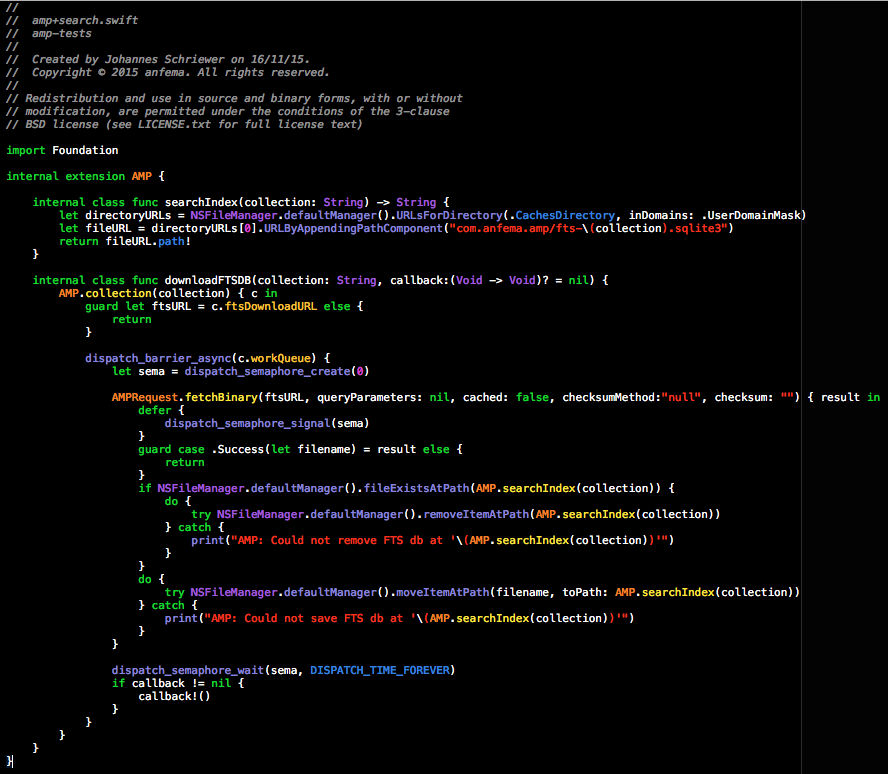 //
//  amp+search.swift
//  amp-tests
//
//  Created by Johannes Schriewer on 16/11/15.
//  Copyright © 2015 anfema. All rights reserved.
//
// Redistribution and use in source and binary forms, with or without
// modification, are permitted under the conditions of the 3-clause
// BSD license (see LICENSE.txt for full license text)

import Foundation

internal extension AMP {

    internal class func searchIndex(collection: String) -> String {
        let directoryURLs = NSFileManager.defaultManager().URLsForDirectory(.CachesDirectory, inDomains: .UserDomainMask)
        let fileURL = directoryURLs[0].URLByAppendingPathComponent("com.anfema.amp/fts-\(collection).sqlite3")
        return fileURL.path!
    }

    internal class func downloadFTSDB(collection: String, callback:(Void -> Void)? = nil) {
        AMP.collection(collection) { c in
            guard let ftsURL = c.ftsDownloadURL else {
                return
            }

            dispatch_barrier_async(c.workQueue) {
                let sema = dispatch_semaphore_create(0)

                AMPRequest.fetchBinary(ftsURL, queryParameters: nil, cached: false, checksumMethod:"null", checksum: "") { result in
                    defer {
                        dispatch_semaphore_signal(sema)
                    }
                    guard case .Success(let filename) = result else {
                        return
                    }
                    if NSFileManager.defaultManager().fileExistsAtPath(AMP.searchIndex(collection)) {
                        do {
                            try NSFileManager.defaultManager().removeItemAtPath(AMP.searchIndex(collection))
                        } catch {
                            print("AMP: Could not remove FTS db at '\(AMP.searchIndex(collection))'")
                        }
                    }
                    do {
                        try NSFileManager.defaultManager().moveItemAtPath(filename, toPath: AMP.searchIndex(collection))
                    } catch {
                        print("AMP: Could not save FTS db at '\(AMP.searchIndex(collection))'")
                    }
                }

                dispatch_semaphore_wait(sema, DISPATCH_TIME_FOREVER)
                if callback != nil {
                    callback!()
                }
            }
        }
    }
}